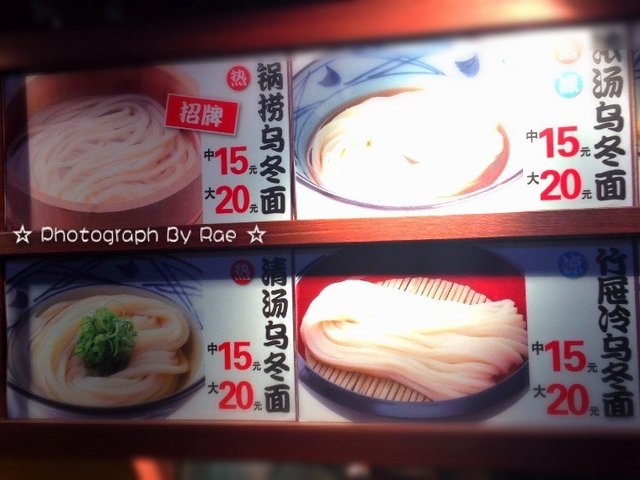 热
锅捞乌冬面
招牌
中15元
大20元
凉
浓汤乌冬面
中15元
大20元
☆ Photograph By Rae ☆
热
清汤乌冬面
中15元
大20元
凉
竹屉冷乌冬面
中15元
大20元